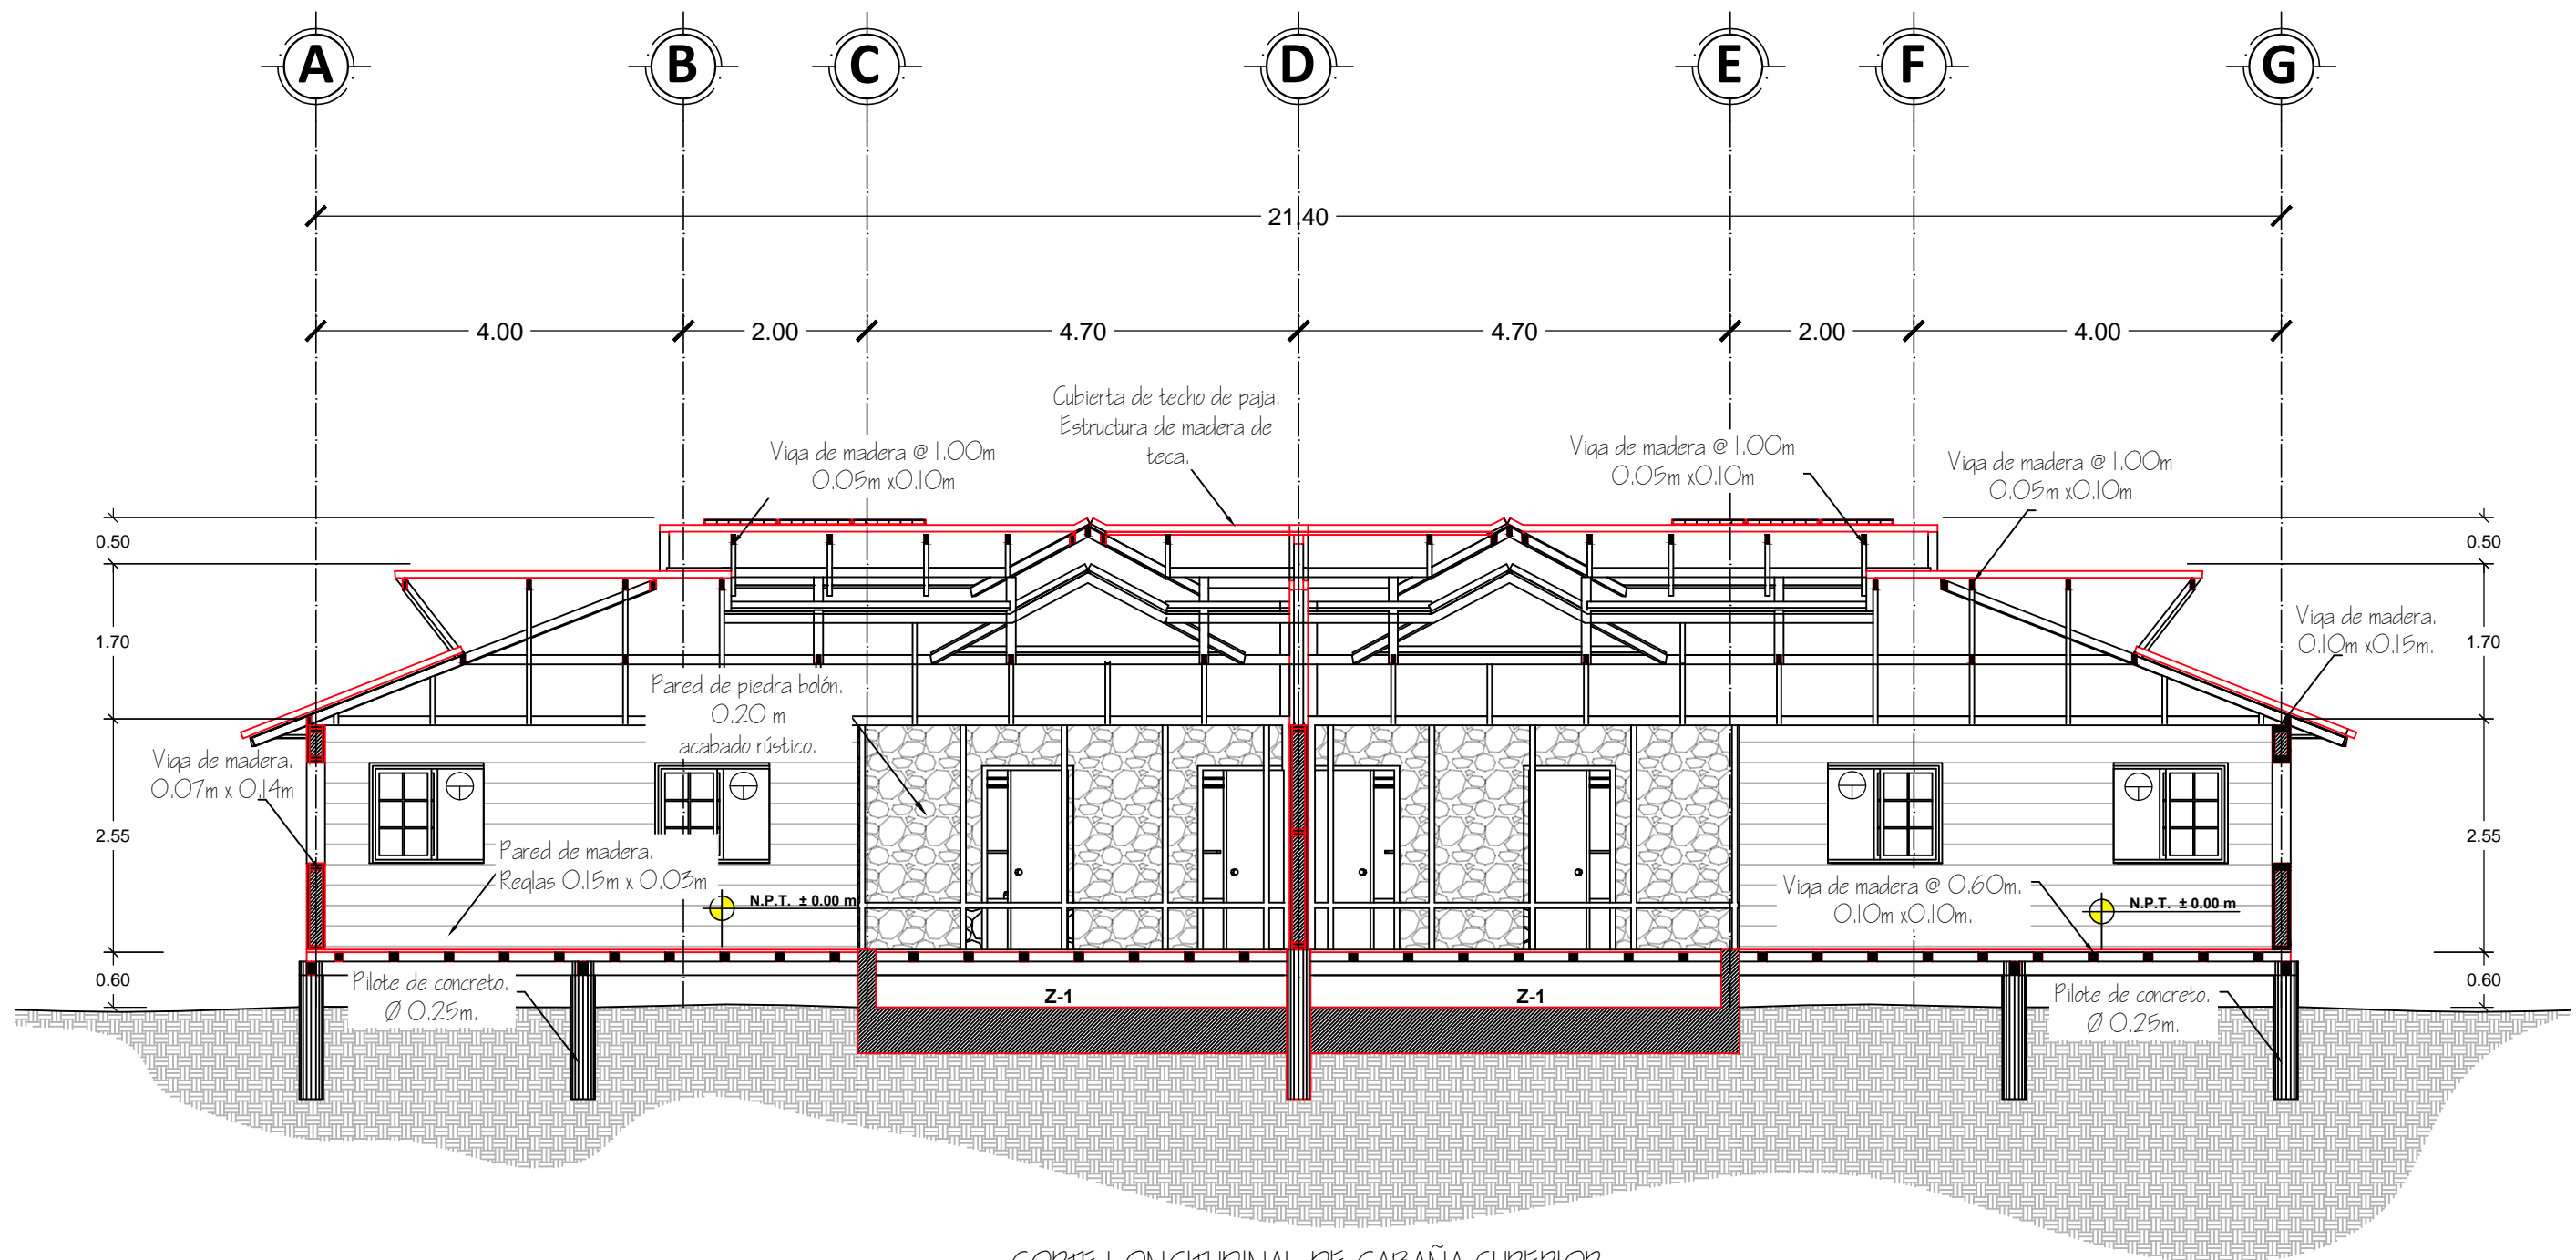 A B C D E F G
21.40
4.00 2.00 4.70 4.70 2.00 4.00
Cubierta de techo de paja.
Estructura de madera de
teca.
Viga de madera @ 1.00m
0.05m x0.10m
Viga de madera @ 1.00m
0.05m x0.10m
Viga de madera @ 1.00m
0.05m x0.10m
0.50
1.70
2.55
0.60
0.50
1.70
2.55
0.60
Viga de madera.
0.10m x0.15m.
Pared de piedra bolón.
0.20 m
acabado rústico.
Viga de madera.
0.07m x 0.14m
Pared de madera.
Reglas 0.15m x 0.03m
N.P.T. ± 0.00 m
Viga de madera @ 0.60m.
0.10m x0.10m.
N.P.T. ± 0.00 m
Pilote de concreto.
Ø 0.25m.
Z-1
Z-1
Pilote de concreto.
Ø 0.25m.
CORTE LONGITUDINAL DE CABAÑA SUPERIOR